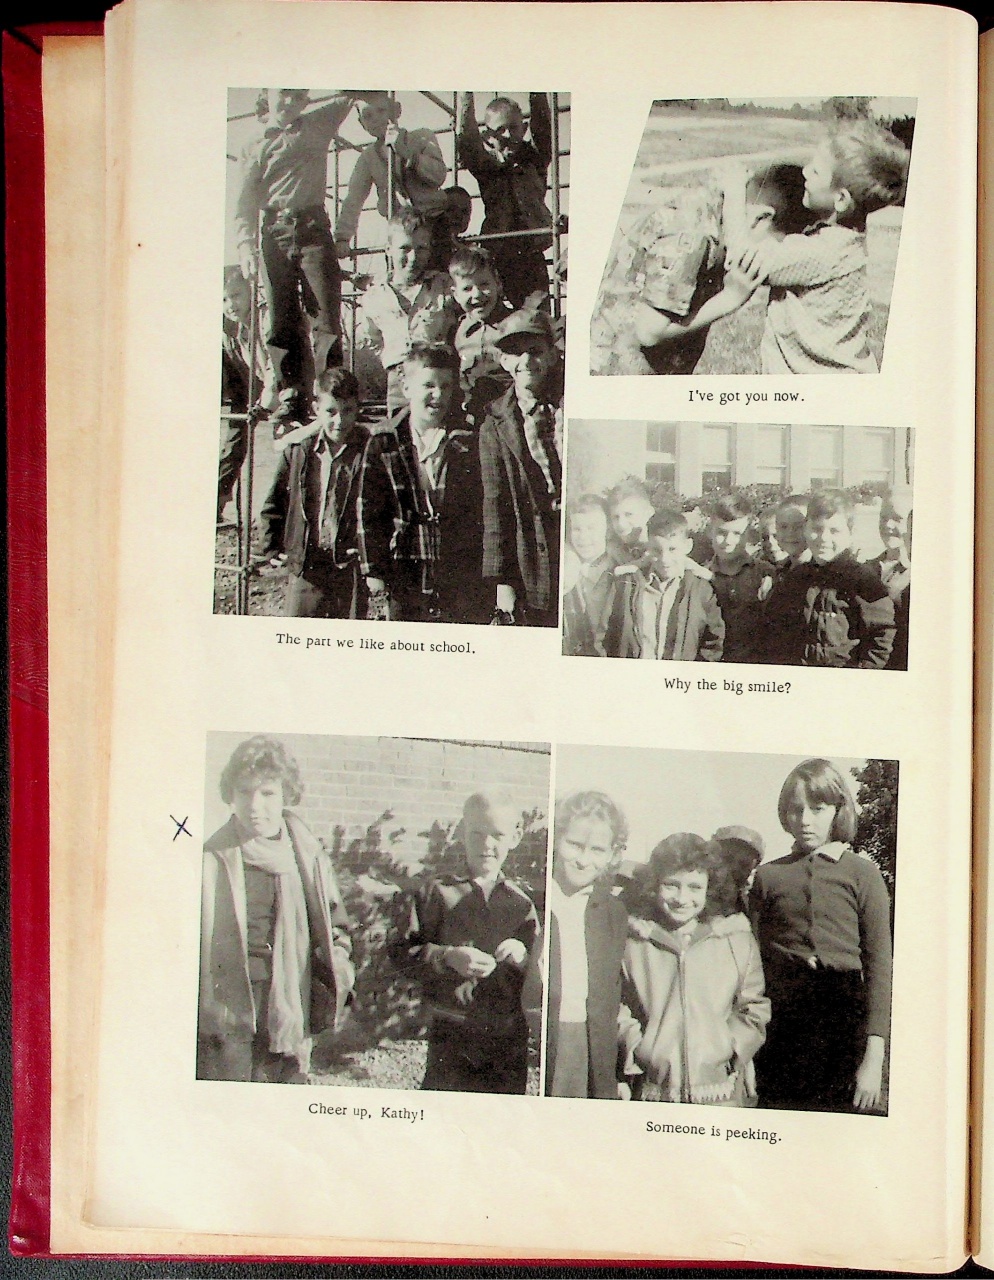 I've got you now.
The part we like about school.
Why the big smile?
X
Cheer up, Kathy!
Someone is peeking.